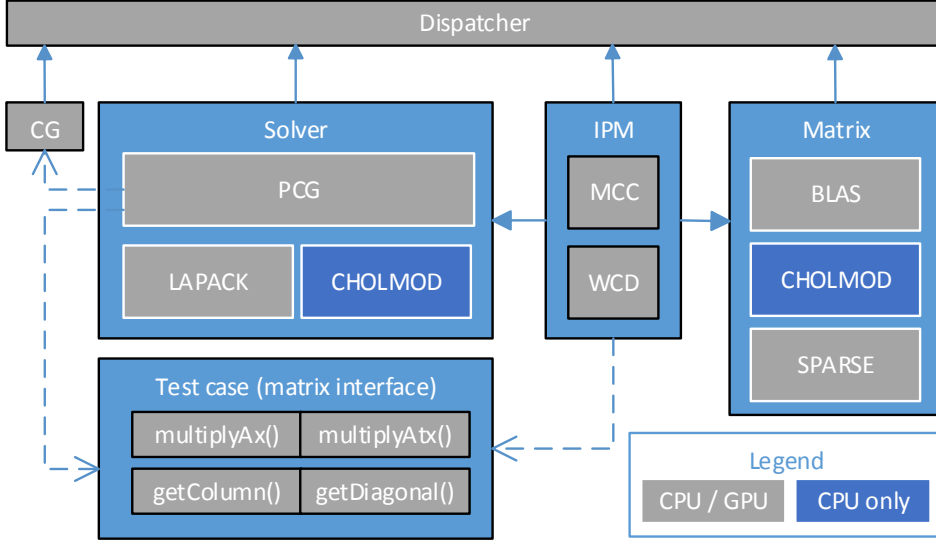 Dispatcher
CG
Solver
PCG
LAPACK
CHOLMOD
IPM
MCC
WCD
Matrix
BLAS
CHOLMOD
SPARSE
Test case (matrix interface)
multiplyAx()
multiplyAtx()
getColumn()
getDiagonal()
Legend
CPU / GPU
CPU only